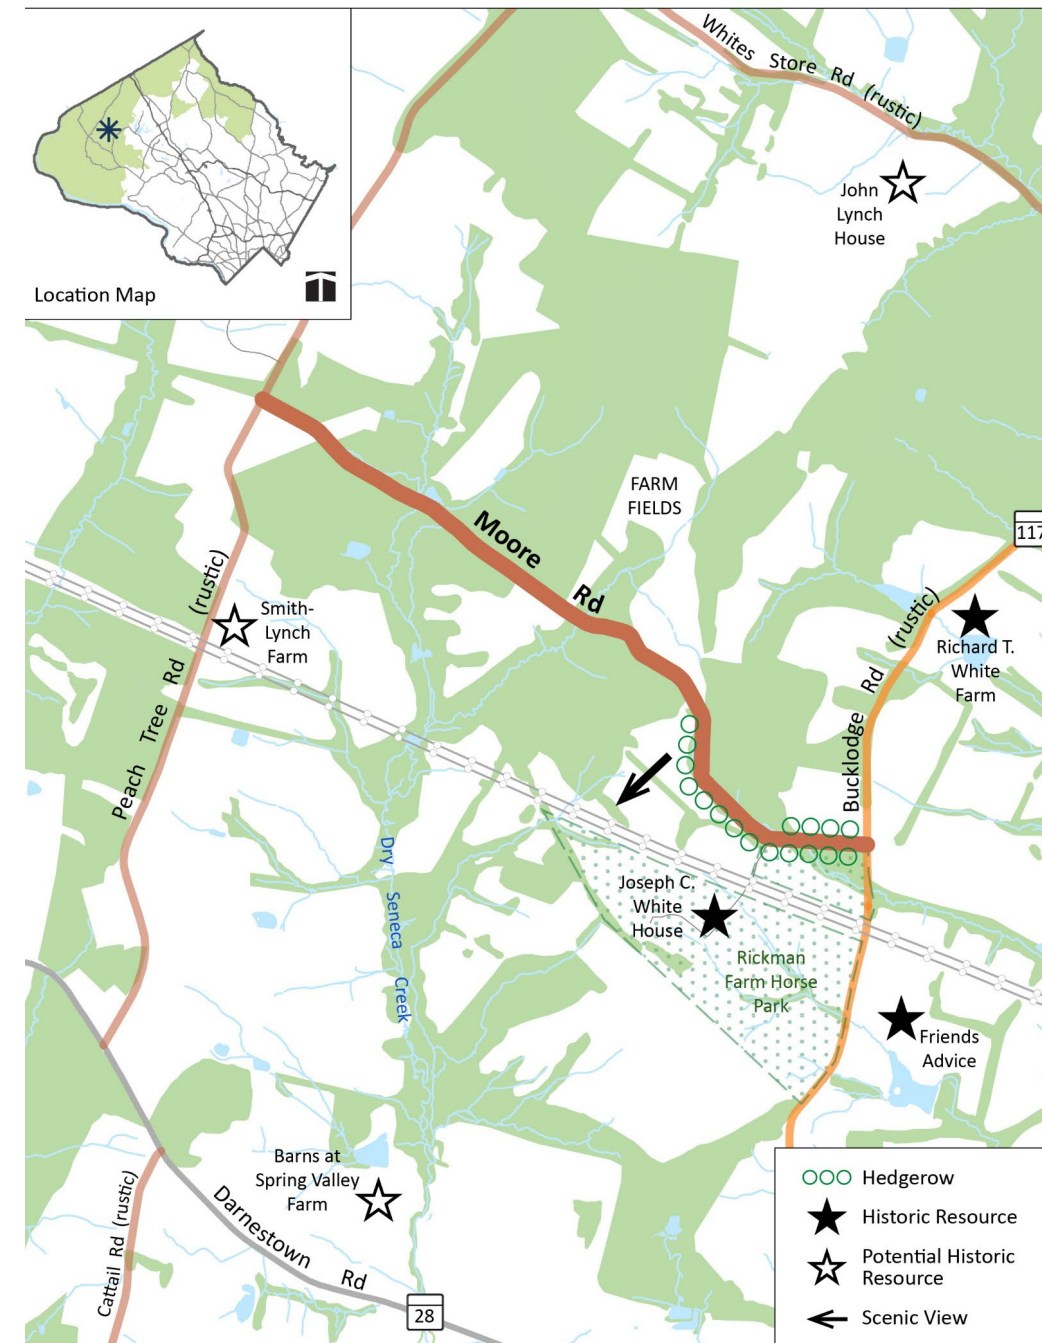 Whites Store Rd (rustic)
John
Lynch
House
Location Map
FARM
FIELDS
Moore Rd
117
Smith-
Lynch
Farm
Peach Tree Rd (rustic)
Richard T.
White
Farm
Bucklodge Rd (rustic)
Dry Seneca Creek
Joseph C.
White
House
Rickman
Farm Horse
Park
Friends
Advice
Barns at
Spring Valley
Farm
Cattail Rd (rustic)
Darnestown Rd
28
Hedgerow
Historic Resource
Potential Historic
Resource
Scenic View